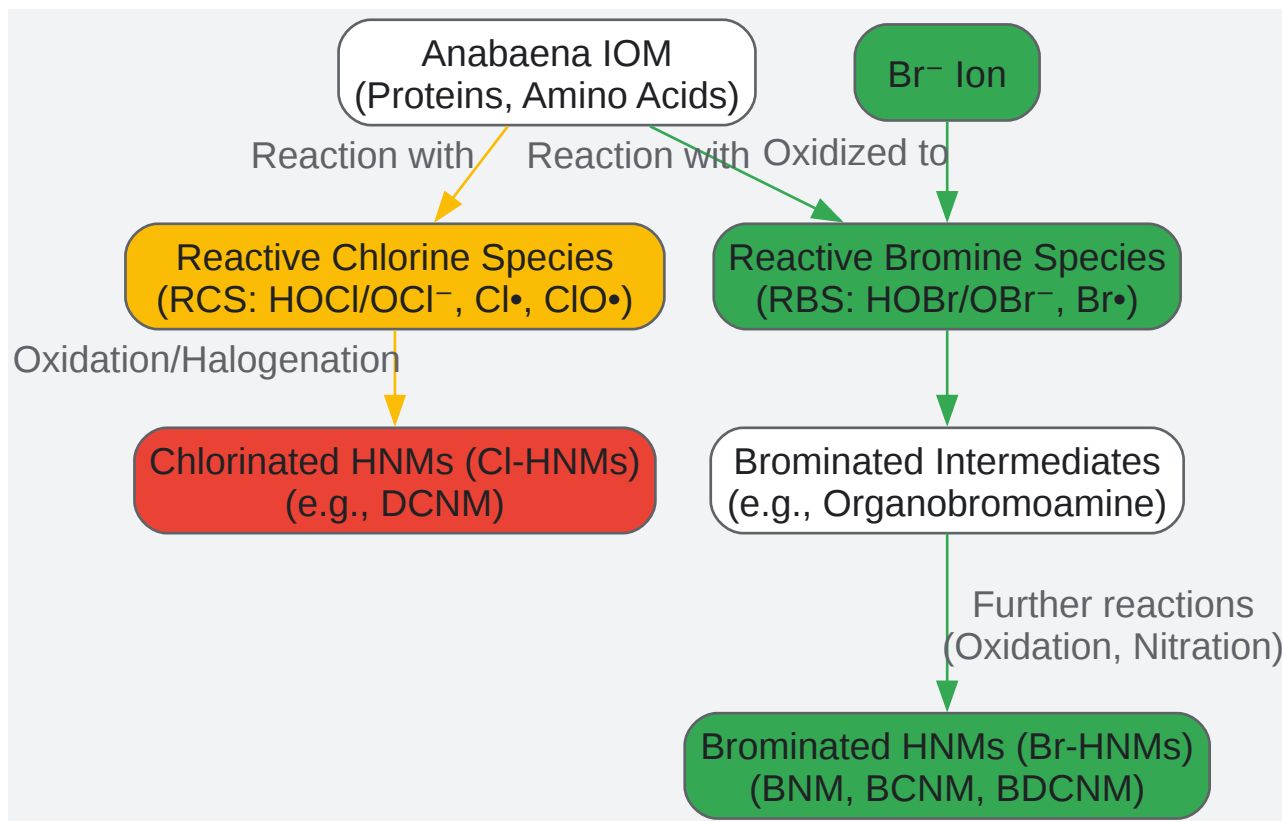 Anabaena IOM
(Proteins, Amino Acids)
Br⁻ Ion
Reaction with
Reaction with
Oxidized to
Reactive Chlorine Species
(RCS: HOCl/OCl⁻, Cl•, ClO•)
Reactive Bromine Species
(RBS: HOBr/OBr⁻, Br•)
Oxidation/Halogenation
Chlorinated HNMs (Cl-HNMs)
(e.g., DCNM)
Brominated Intermediates
(e.g., Organobromoamine)
Further reactions
(Oxidation, Nitration)
Brominated HNMs (Br-HNMs)
(BNM, BCNM, BDCNM)